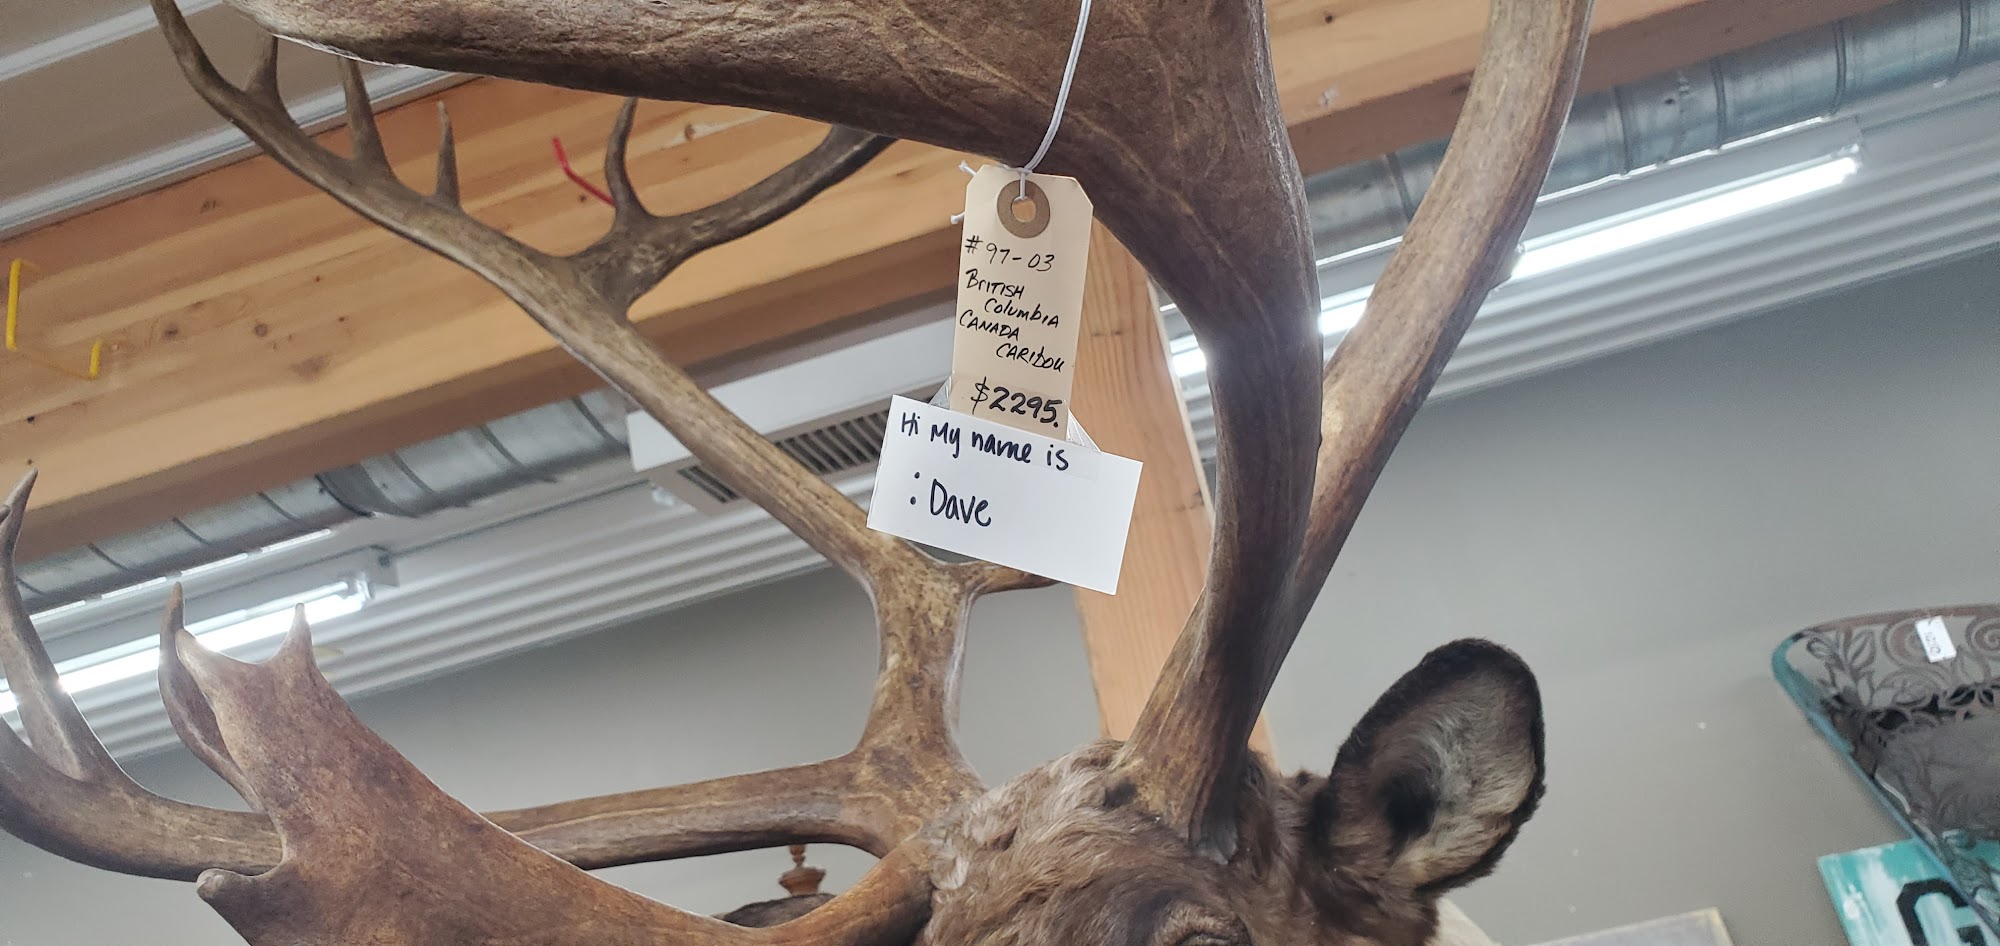 # 97-03
BRITISH
COLUMBIA
CANADA
CARIBOU
$2295.
Hi My name is
: Dave